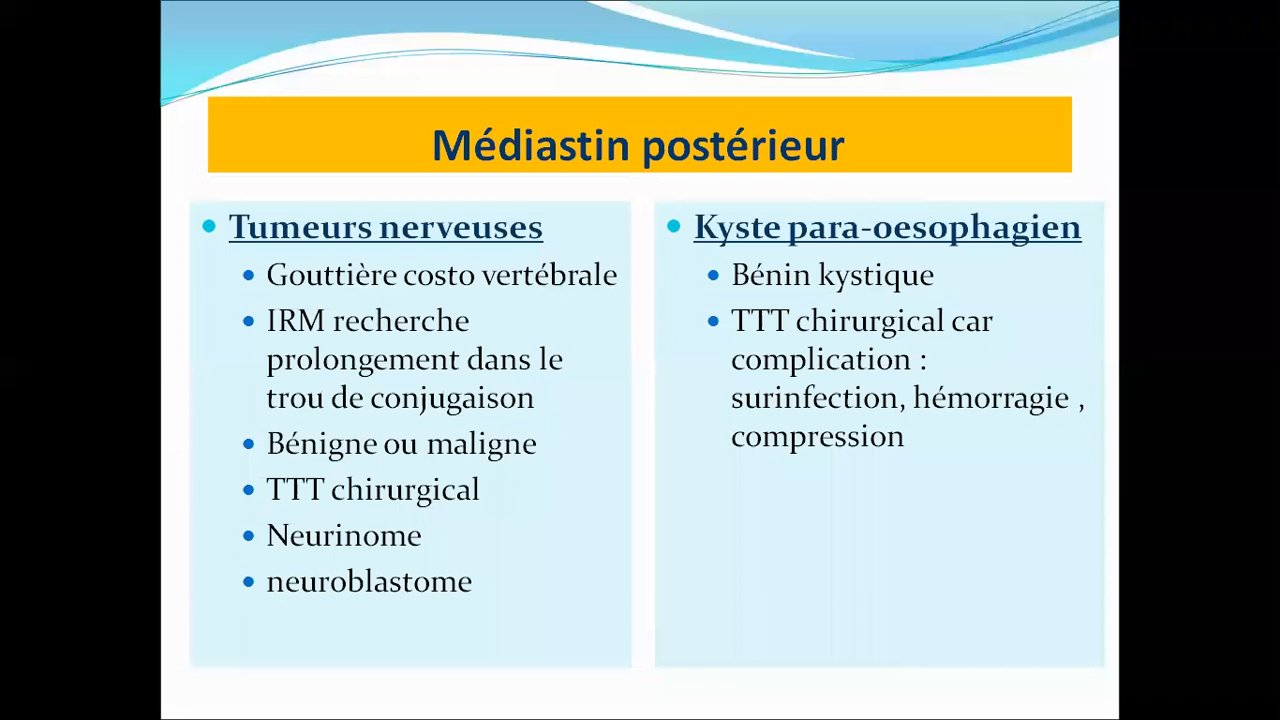 Médiastin postérieur
Tumeurs nerveuses
Gouttière costo vertébrale
IRM recherche
prolongement dans le
trou de conjugaison
Bénigne ou maligne
TTT chirurgical
Neurinome
neuroblastome
Kyste para-oesophagien
Bénin kystique
TTT chirurgical car
complication :
surinfection, hémorragie ,
compression